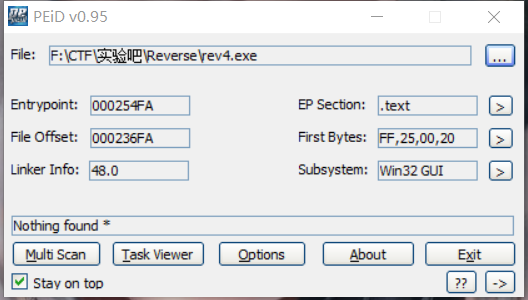 PEiD v0.95
File: F:\CTF\实验吧\Reverse\rev4.exe ...
Entrypoint: 000254FA EP Section: .text >
File Offset: 000236FA First Bytes: FF,25,00,20 >
Linker Info: 48.0 Subsystem: Win32 GUI >
Nothing found *
Multi Scan Task Viewer Options About Exit
Stay on top ?? ->